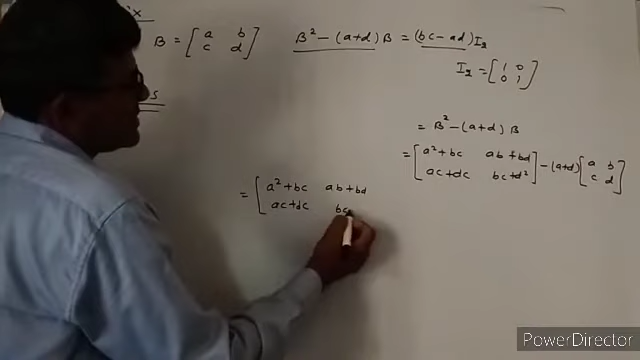 x
B = [a b; c d] B² − (a+d) B = (bc − ad) I₂
I₂ = [1 0; 0 1]
s
= B² − (a+d) B
= [a² + bc ab + bd; ac + dc bc + d²] − (a+d) [a b; c d]
= [a² + bc ab + bd; ac + dc bc
PowerDirector